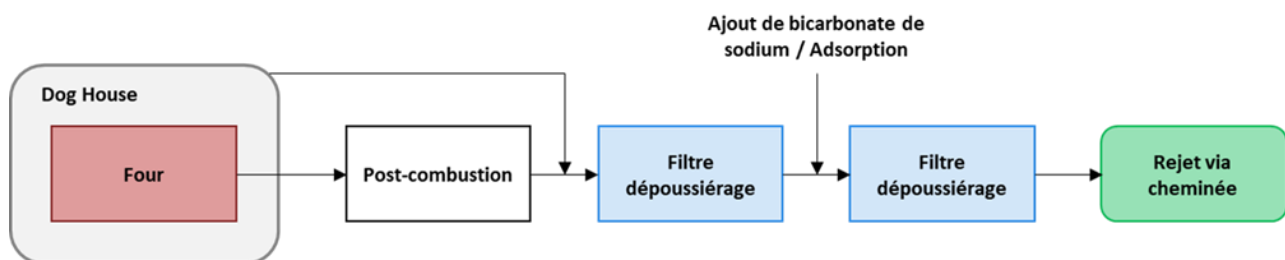 Ajout de bicarbonate de
sodium / Adsorption
Dog House
Four
Post-combustion
Filtre
dépoussiérage
Filtre
dépoussiérage
Rejet via
cheminée